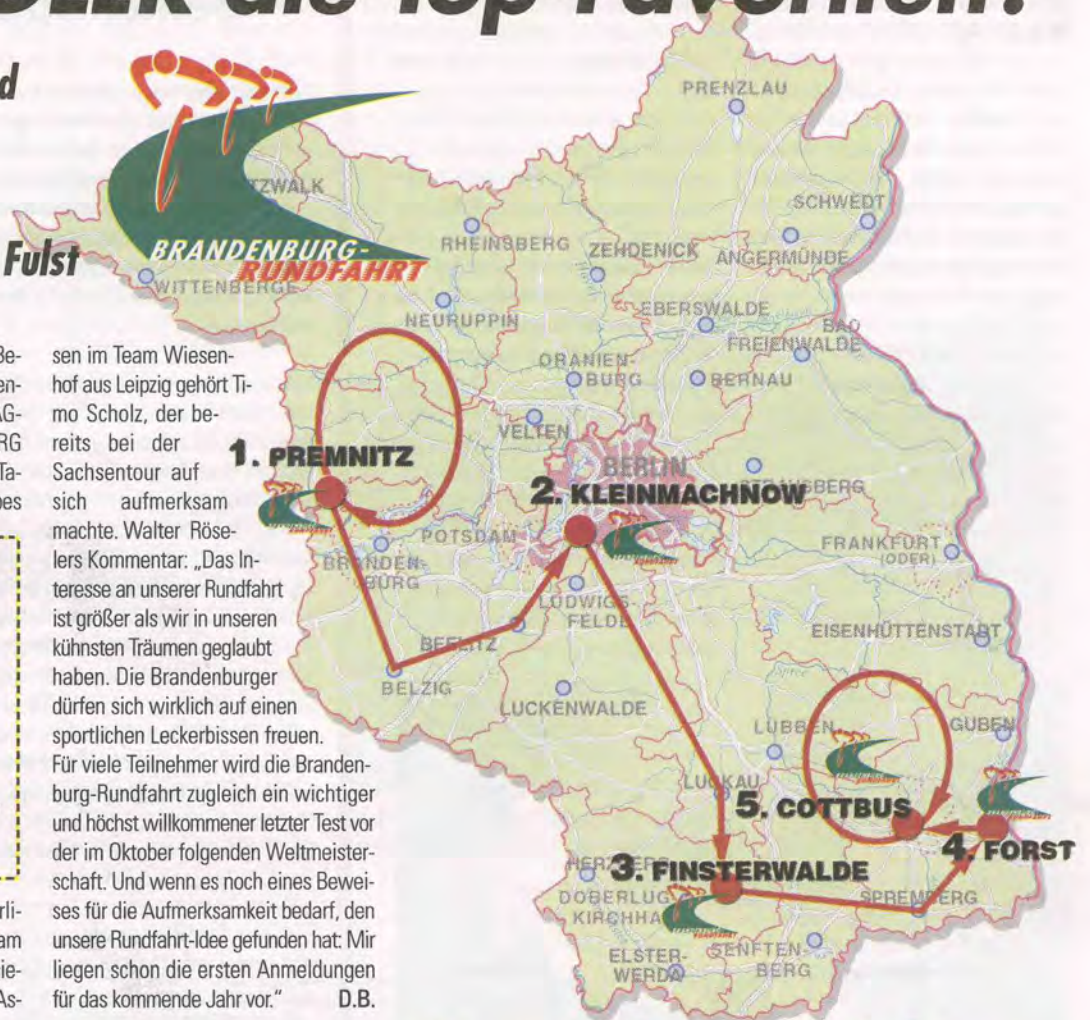 die Top-Favoriten?
d
Fulst
BRANDENBURG-
RUNDFAHRT
sen im Team Wiesen-
hof aus Leipzig gehört Ti-
mo Scholz, der be-
reits bei der
Sachsentour auf
sich aufmerksam
machte. Walter Röse-
lers Kommentar: „Das In-
teresse an unserer Rundfahrt
ist größer als wir in unseren
kühnsten Träumen geglaubt
haben. Die Brandenburger
dürfen sich wirklich auf einen
sportlichen Leckerbissen freuen.
Für viele Teilnehmer wird die Branden-
burg-Rundfahrt zugleich ein wichtiger
und höchst willkommener letzter Test vor
der im Oktober folgenden Weltmeister-
schaft. Und wenn es noch eines Bewei-
ses für die Aufmerksamkeit bedarf, den
unsere Rundfahrt-Idee gefunden hat: Mir
liegen schon die ersten Anmeldungen
für das kommende Jahr vor." D.B.
PRENZLAU
TZWALK
SCHWEDT
RHEINSBERG
ZEHDENICK
ANGERMÜNDE
WITTENBERGE
NEURUPPIN
EBERSWALDE
BAD
FREIENWALDE
ORANIEN-
BURG
BERNAU
VELTEN
1. PREMNITZ
BERLIN
2. KLEINMACHNOW
STRAUSBERG
POTSDAM
FRANKFURT
(ODER)
BRANDEN-
BURG
LUDWIGS-
FELDE
BEELITZ
EISENHÜTTENSTADT
BELZIG
LUCKENWALDE
LÜBBEN
GUBEN
LUCKAU
5. COTTBUS
4. FORST
3. FINSTERWALDE
HERZBERG
DOBERLUG
KIRCHHA
SPREMBERG
ELSTER-
WERDA
SENFTEN-
BERG